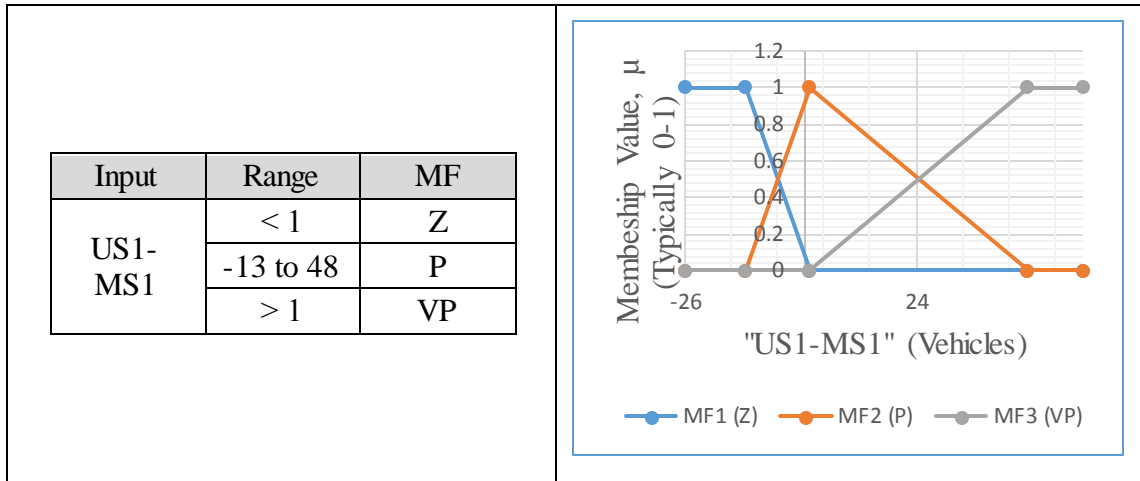 Input Range MF
US1-MS1
< 1 Z
-13 to 48 P
> 1 VP
Membeship Value, µ
(Typically 0-1)
1.2
1
0.8
0.6
0.4
0.2
0
-26 24
"US1-MS1" (Vehicles)
MF1 (Z) MF2 (P) MF3 (VP)